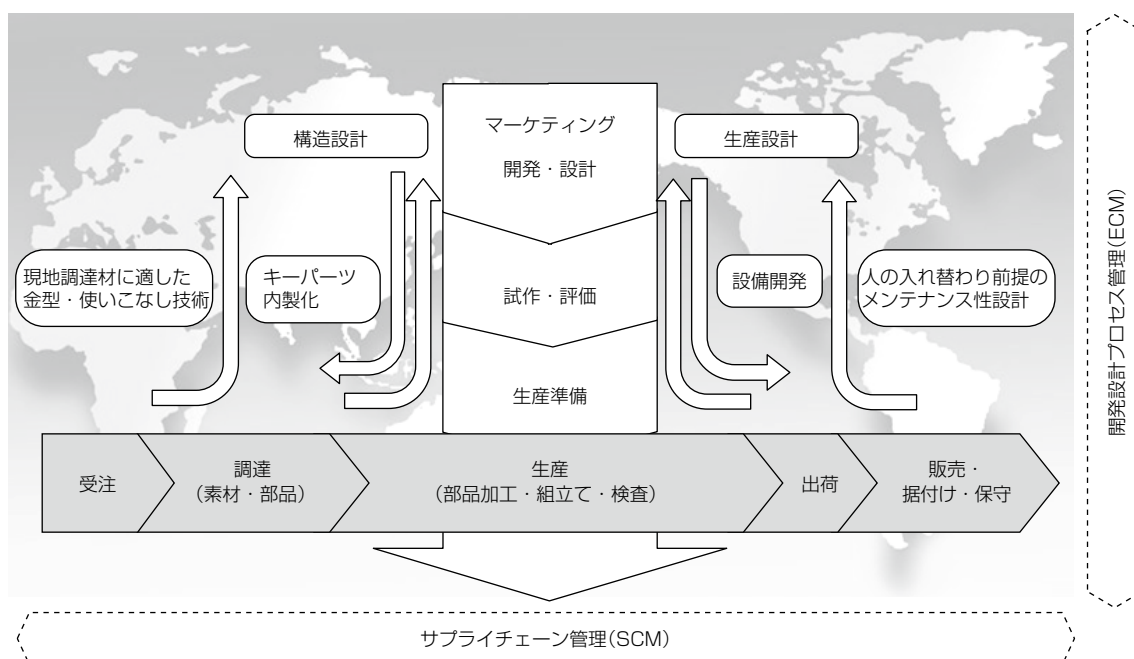 マーケティング
開発・設計
構造設計
生産設計
現地調達材に適した
金型・使いこなし技術
キーパーツ
内製化
試作・評価
設備開発
人の入れ替わり前提の
メンテナンス性設計
生産準備
受注
調達
（素材・部品）
生産
（部品加工・組立て・検査）
出荷
販売・
据付け・保守
サプライチェーン管理（SCM）
開発設計プロセス管理（ECM）